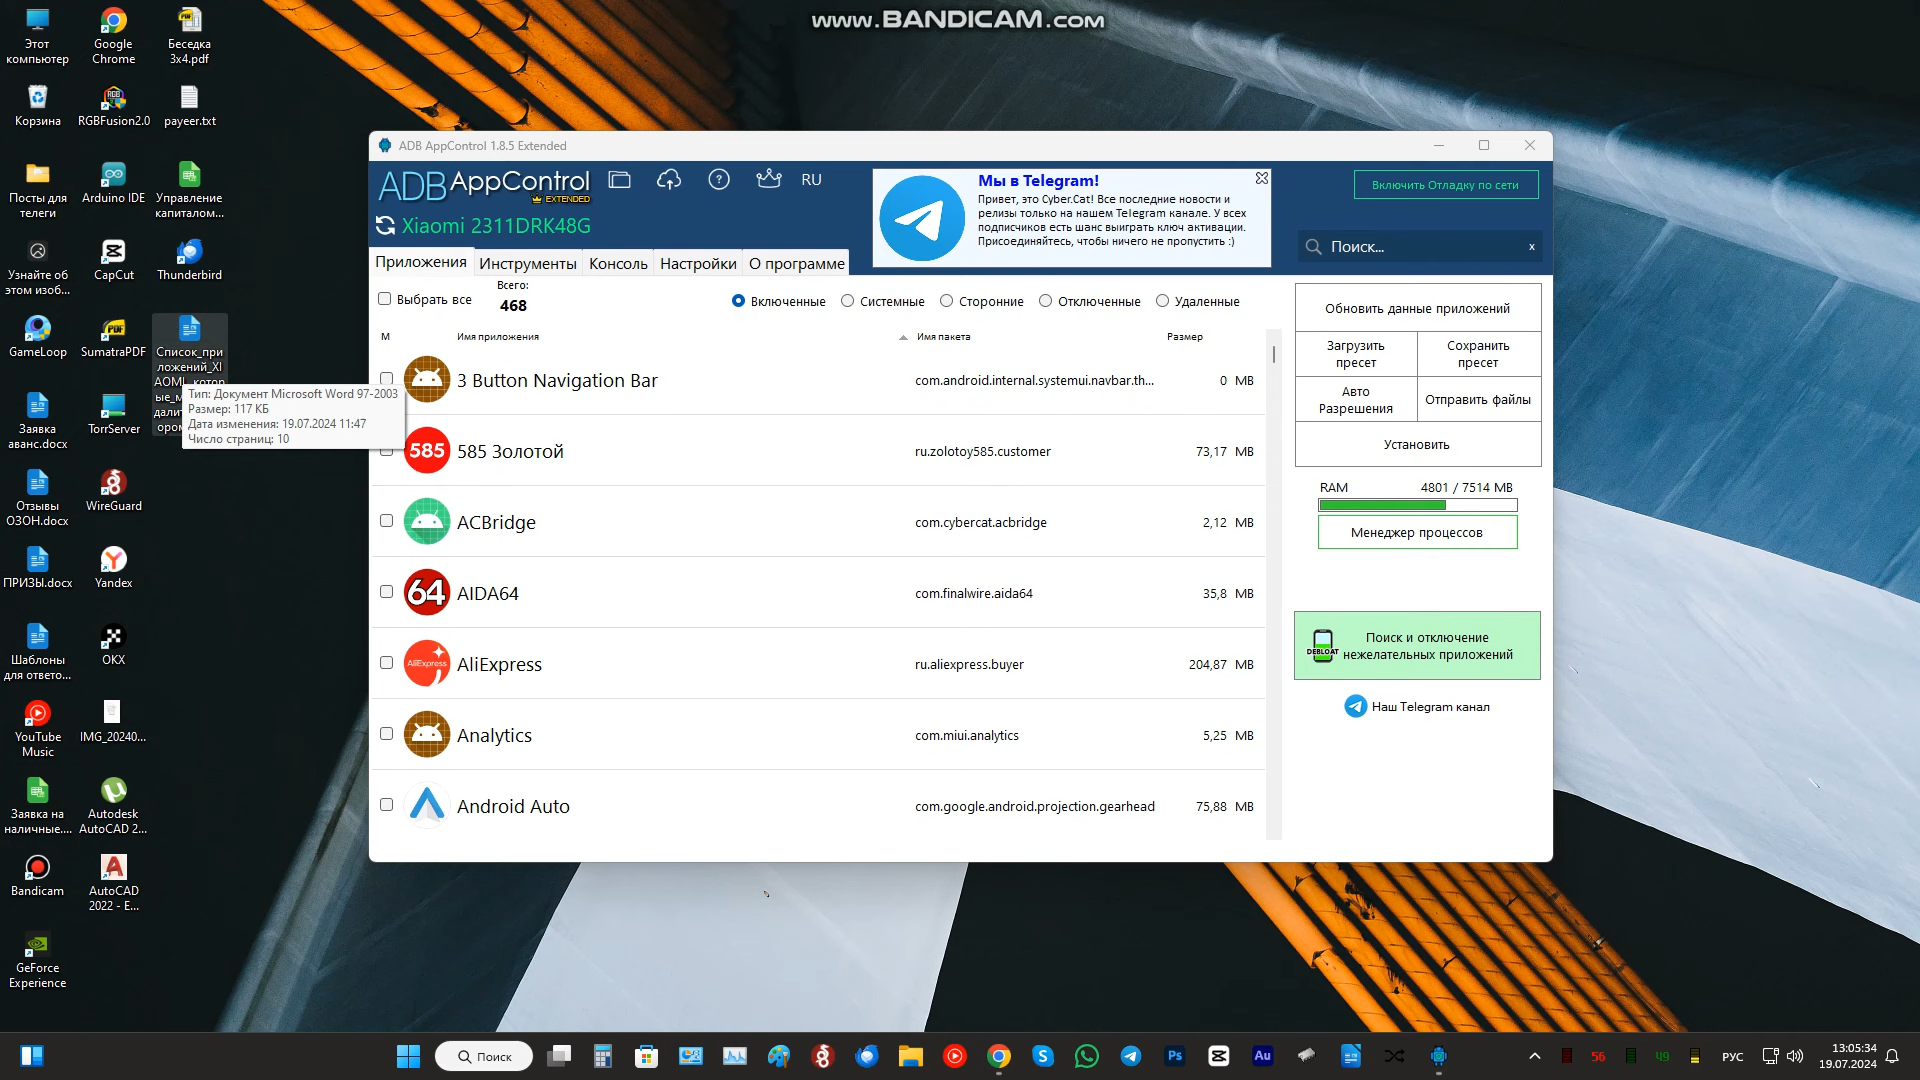 www.BANDICAM.com
Этот
компьютер
Google
Chrome
Беседка
3x4.pdf
Корзина
RGBFusion2.0
payeer.txt
Посты для
телеги
Arduino IDE
Управление
капиталом...
Узнайте об
этом изоб...
CapCut
Thunderbird
GameLoop
SumatraPDF
Список_при
ложений_XI
AOMI_котор
Тип: Документ Microsoft Word 97-2003
Размер: 117 КБ
Дата изменения: 19.07.2024 11:47
Число страниц: 10
Заявка
аванс.docx
TorrServer
Отзывы
ОЗОН.docx
WireGuard
ПРИЗЫ.docx
Yandex
Шаблоны
для ответо...
OKX
YouTube
Music
IMG_20240...
Заявка на
наличные....
Autodesk
AutoCAD 2...
Bandicam
AutoCAD
2022 - E...
GeForce
Experience
ADB AppControl 1.8.5 Extended
ADB AppControl
EXTENDED
RU
Xiaomi 2311DRK48G
Мы в Telegram!
Привет, это Cyber.Cat! Все последние новости и
релизы только на нашем Telegram канале. У всех
подписчиков есть шанс выиграть ключ активации.
Присоединяйтесь, чтобы ничего не пропустить :)
Включить Отладку по сети
Поиск...
x
Приложения
Инструменты
Консоль
Настройки
О программе
Выбрать все
Всего:
468
Включенные
Системные
Сторонние
Отключенные
Удаленные
М
Имя приложения
Имя пакета
Размер
3 Button Navigation Bar
com.android.internal.systemui.navbar.th...
0 MB
585
585 Золотой
ru.zolotoy585.customer
73,17 MB
ACBridge
com.cybercat.acbridge
2,12 MB
64
AIDA64
com.finalwire.aida64
35,8 MB
AliExpress
AliExpress
ru.aliexpress.buyer
204,87 MB
Analytics
com.miui.analytics
5,25 MB
Android Auto
com.google.android.projection.gearhead
75,88 MB
Обновить данные приложений
Загрузить
пресет
Сохранить
пресет
Авто
Разрешения
Отправить файлы
Установить
RAM
4801 / 7514 MB
Менеджер процессов
DEBLOAT
Поиск и отключение
нежелательных приложений
Наш Telegram канал
Поиск
Ps
Au
56
49
РУС
13:05:34
19.07.2024